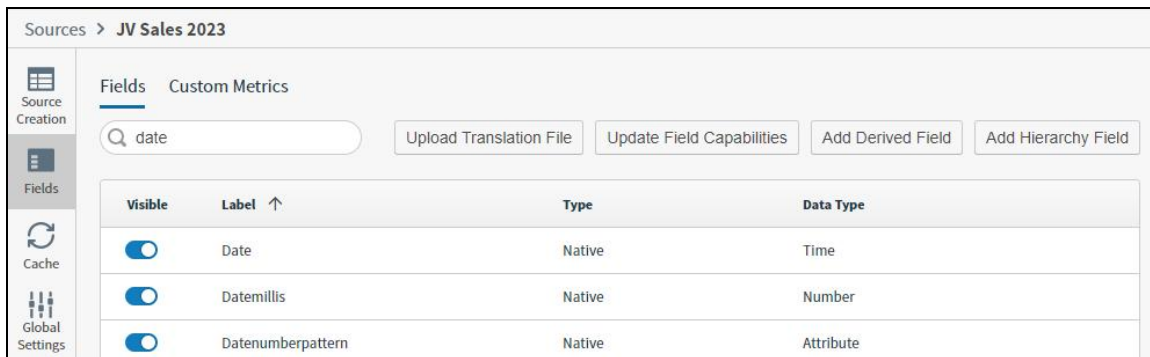 Sources > JV Sales 2023
Source
Creation
Fields
Cache
Global
Settings
Fields Custom Metrics
date
Upload Translation File Update Field Capabilities Add Derived Field Add Hierarchy Field
Visible Label ↑ Type Data Type
Date Native Time
Datemillis Native Number
Datenumberpattern Native Attribute